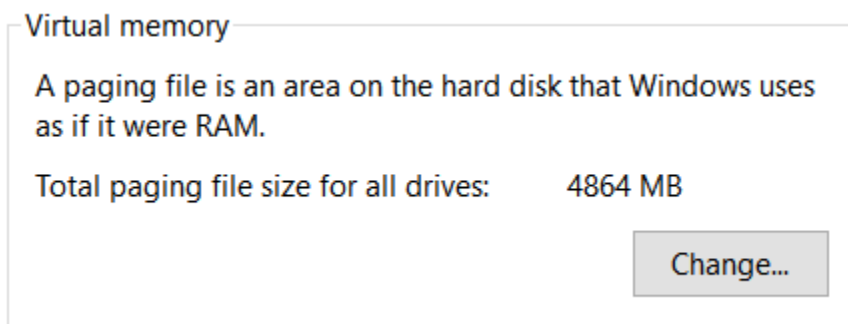 Virtual memory
A paging file is an area on the hard disk that Windows uses
as if it were RAM.
Total paging file size for all drives: 4864 MB
Change...